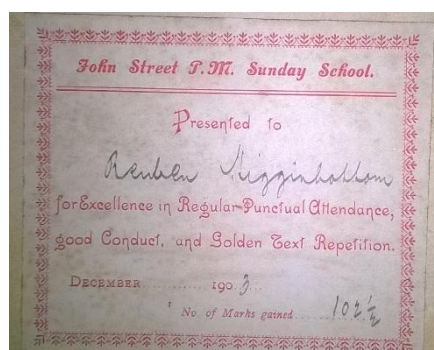 John Street P.M. Sunday School.
Presented to
Reuben Higginbottom
for Excellence in Regular Punctual Attendance,
good Conduct, and Golden Text Repetition.
DECEMBER ............ 1903 ....
No. of Marks gained ........ 102½